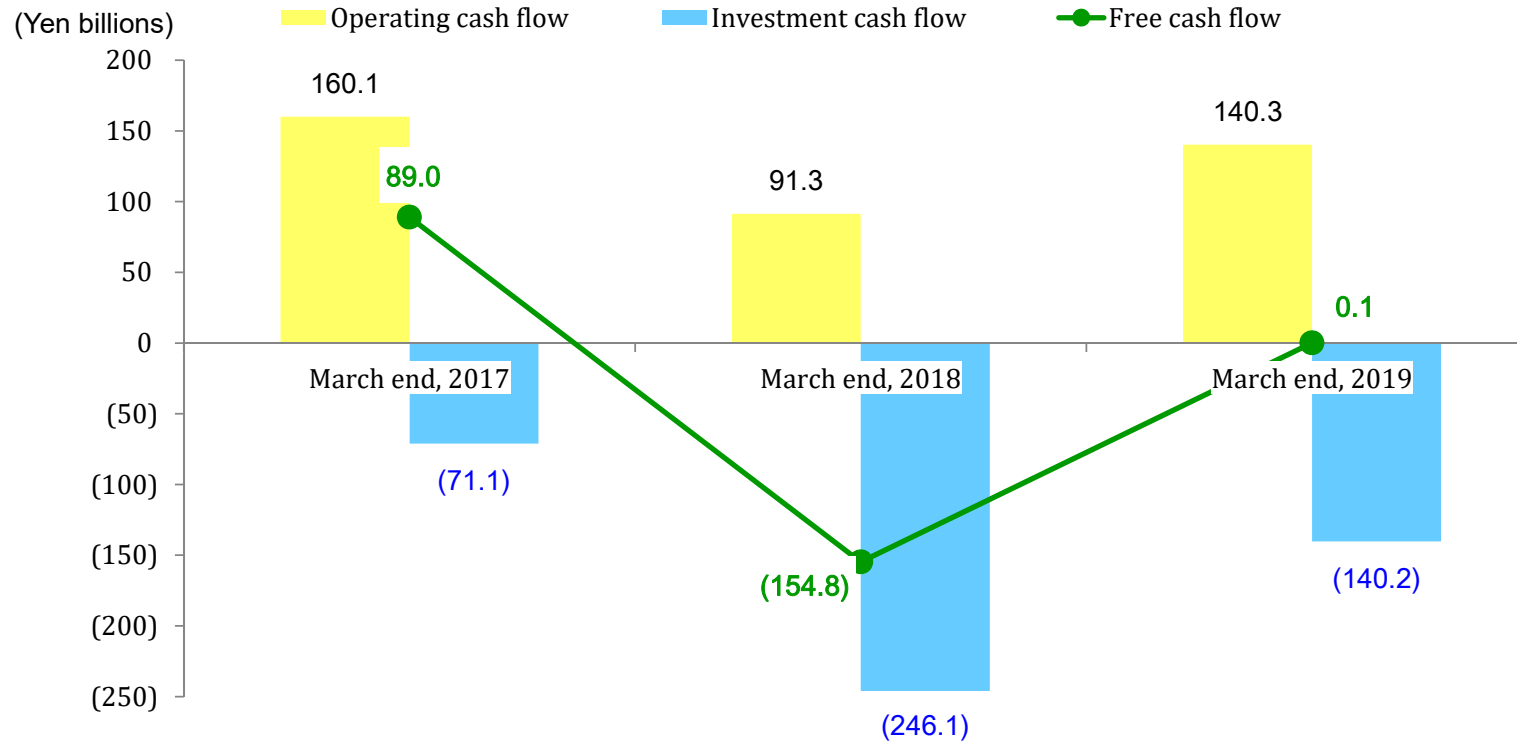 (Yen billions)
Operating cash flow
Investment cash flow
Free cash flow
200
150
100
50
0
(50)
(100)
(150)
(200)
(250)
160.1
89.0
91.3
140.3
0.1
March end, 2017
March end, 2018
March end, 2019
(71.1)
(154.8)
(140.2)
(246.1)